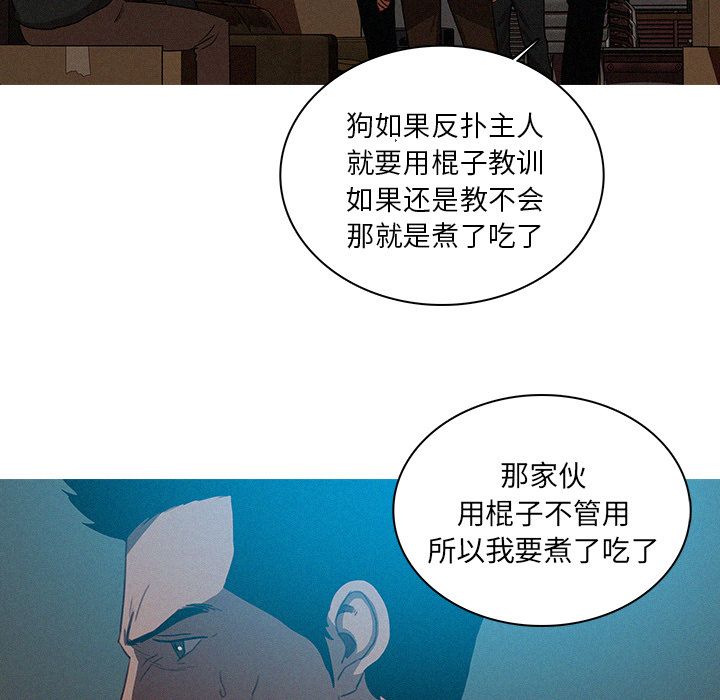 狗如果反扑主人
就要用棍子教训
如果还是教不会
那就是煮了吃了
那家伙
用棍子不管用
所以我要煮了吃了